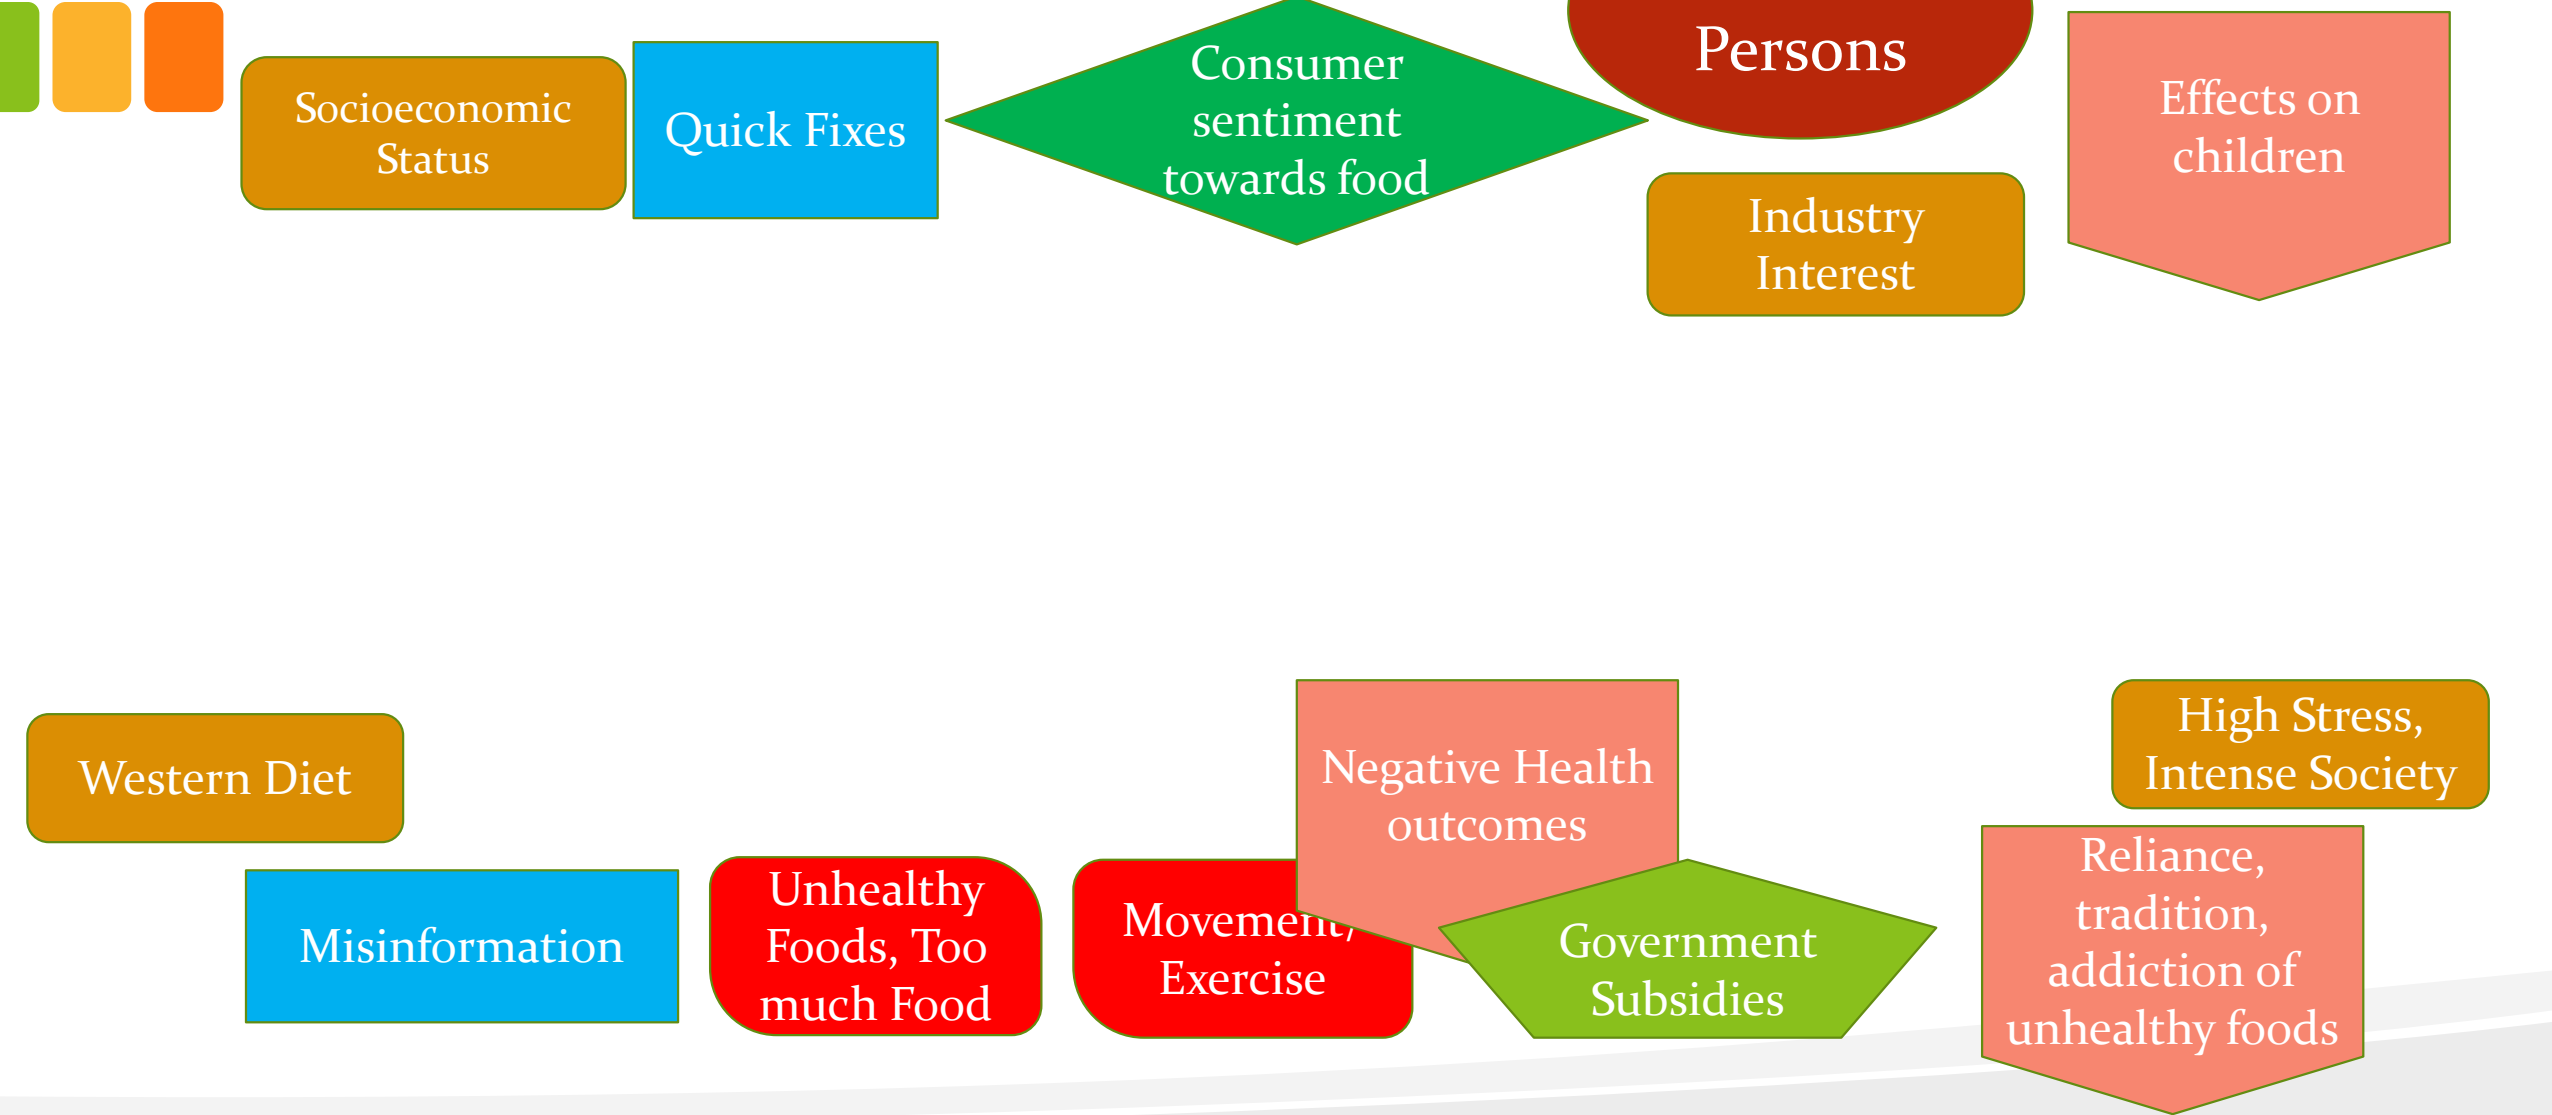 Socioeconomic
Status
Quick Fixes
Consumer
sentiment
towards food
Persons
Industry
Interest
Effects on
children
Western Diet
Misinformation
Unhealthy
Foods, Too
much Food
Movement/
Exercise
Negative Health
outcomes
Government
Subsidies
High Stress,
Intense Society
Reliance,
tradition,
addiction of
unhealthy foods